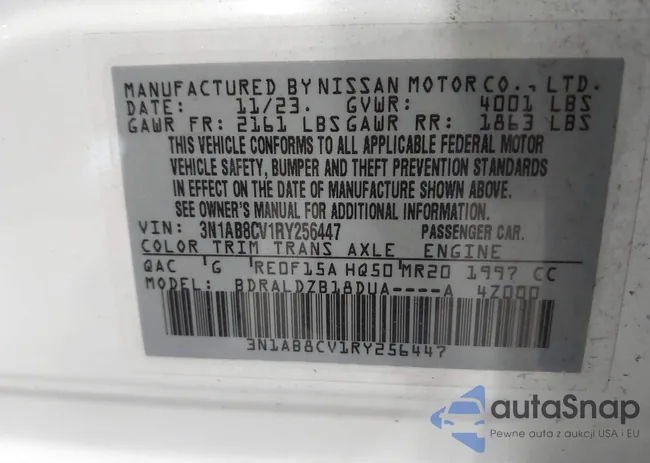 MANUFACTURED BY NISSAN MOTOR CO., LTD.
DATE: 11/23. GVWR: 4001 LBS
GAWR FR: 2161 LBS GAWR RR: 1863 LBS
THIS VEHICLE CONFORMS TO ALL APPLICABLE FEDERAL MOTOR
VEHICLE SAFETY, BUMPER AND THEFT PREVENTION STANDARDS
IN EFFECT ON THE DATE OF MANUFACTURE SHOWN ABOVE.
SEE OWNER'S MANUAL FOR ADDITIONAL INFORMATION.
VIN: 3N1AB8CV1RY256447 PASSENGER CAR.
COLOR TRIM TRANS AXLE ENGINE
QAC G RE0F15A HQ50 MR20 1997 CC
MODEL: BDRALDZB18DUA----A 4Z000
3N1AB8CV1RY256447
autaSnap
Pewne auta z aukcji USA i EU